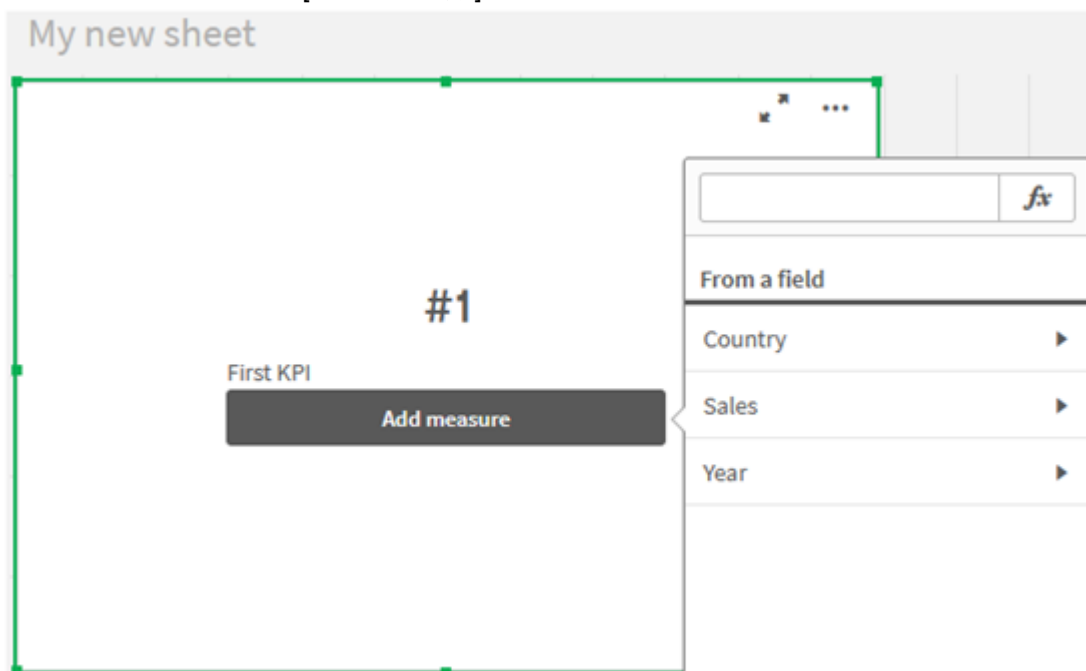 My new sheet
...
fx
From a field
#1
Country
First KPI
Add measure
Sales
Year